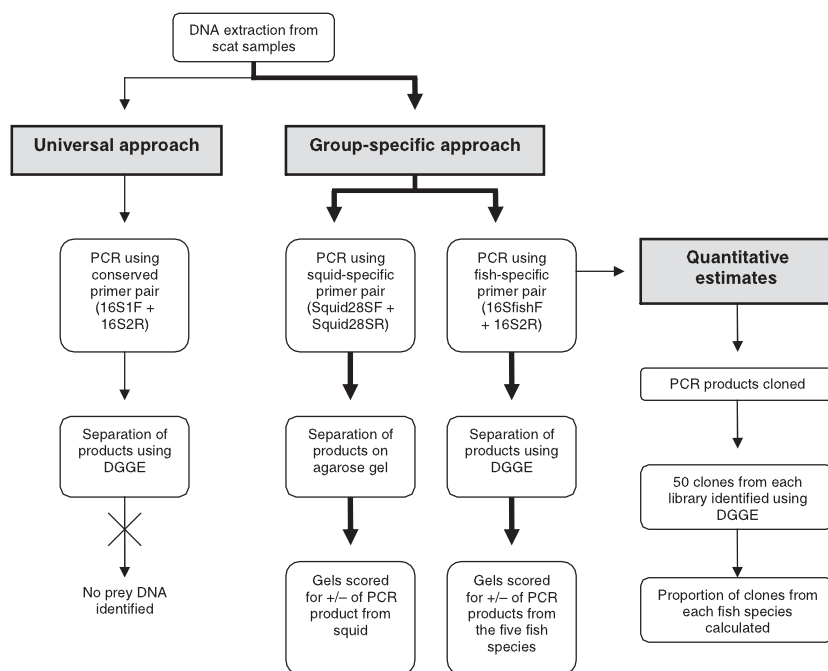 DNA extraction from
scat samples
Universal approach
Group-specific approach
PCR using
conserved
primer pair
(16S1F +
16S2R)
PCR using
squid-specific
primer pair
(Squid28SF +
Squid28SR)
PCR using
fish-specific
primer pair
(16SfishF
+ 16S2R)
Quantitative
estimates
PCR products cloned
Separation of
products using
DGGE
Separation of
products on
agarose gel
Separation of
products using
DGGE
50 clones from each
library identified using
DGGE
No prey DNA
identified
Gels scored
for +/– of PCR
product from
squid
Gels scored
for +/– of PCR
products from
the five fish
species
Proportion of clones from
each fish species
calculated